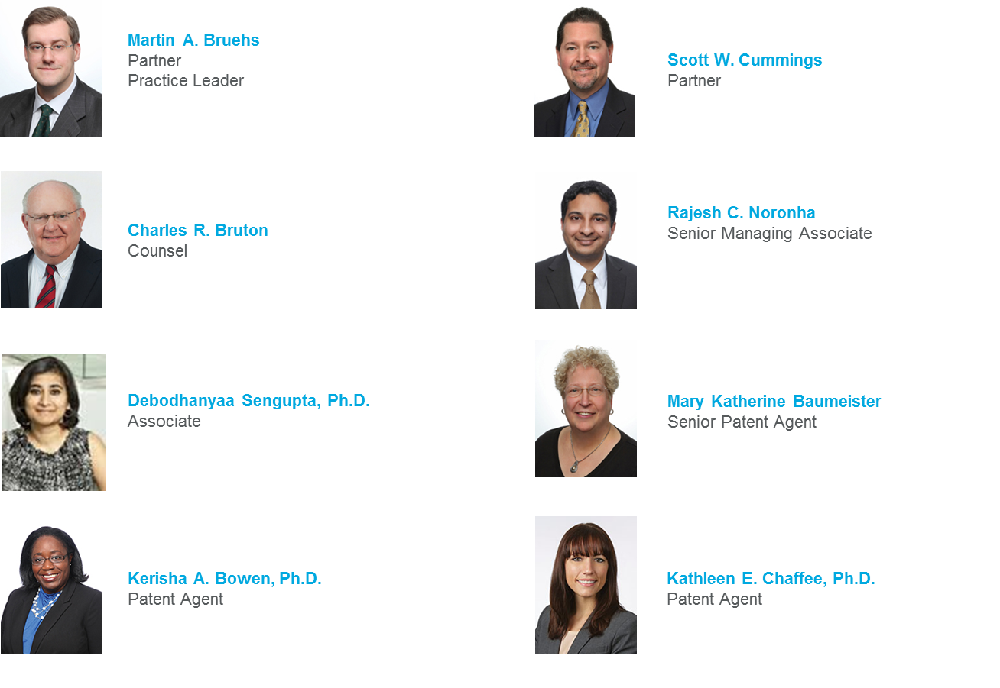 Martin A. Bruehs
Partner
Practice Leader
Scott W. Cummings
Partner
Charles R. Bruton
Counsel
Rajesh C. Noronha
Senior Managing Associate
Debodhanyaa Sengupta, Ph.D.
Associate
Mary Katherine Baumeister
Senior Patent Agent
Kerisha A. Bowen, Ph.D.
Patent Agent
Kathleen E. Chaffee, Ph.D.
Patent Agent